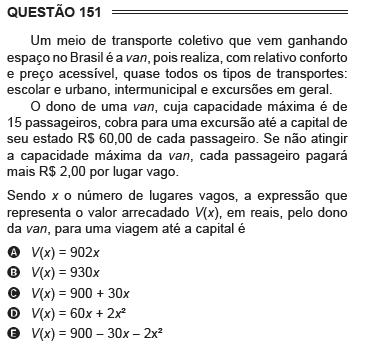 QUESTÃO 151
Um meio de transporte coletivo que vem ganhando
espaço no Brasil é a van, pois realiza, com relativo conforto
e preço acessível, quase todos os tipos de transportes:
escolar e urbano, intermunicipal e excursões em geral.
O dono de uma van, cuja capacidade máxima é de
15 passageiros, cobra para uma excursão até a capital de
seu estado R$ 60,00 de cada passageiro. Se não atingir
a capacidade máxima da van, cada passageiro pagará
mais R$ 2,00 por lugar vago.
Sendo x o número de lugares vagos, a expressão que
representa o valor arrecadado V(x), em reais, pelo dono
da van, para uma viagem até a capital é
A V(x) = 902x
B V(x) = 930x
C V(x) = 900 + 30x
D V(x) = 60x + 2x²
E V(x) = 900 – 30x – 2x²